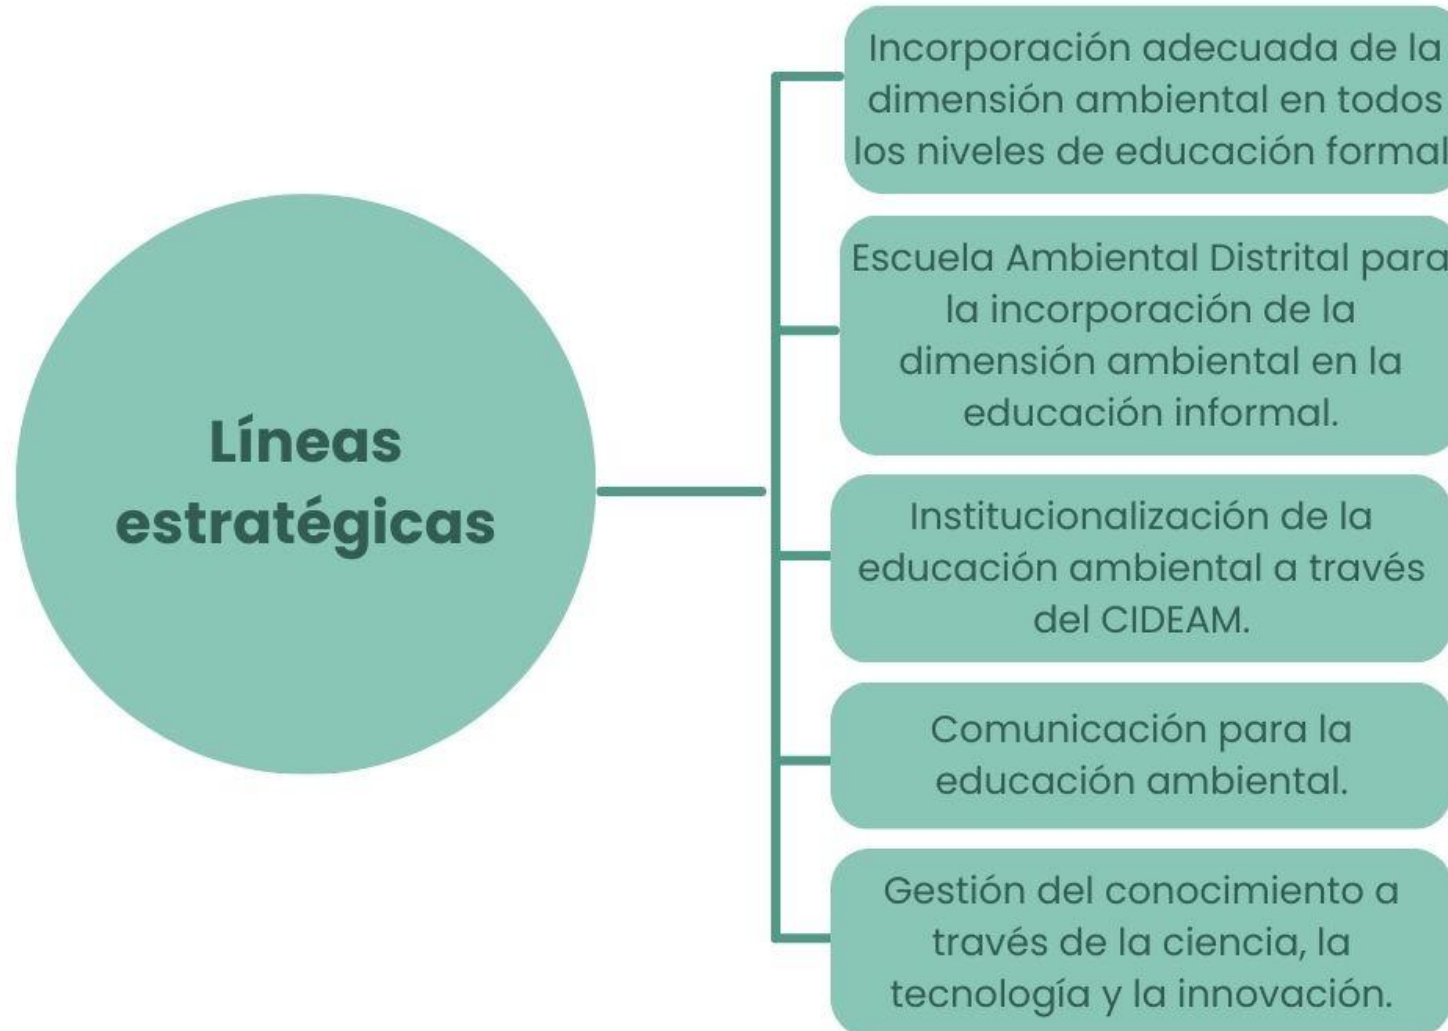 Líneas
estratégicas
Incorporación adecuada de la
dimensión ambiental en todos
los niveles de educación formal
Escuela Ambiental Distrital para
la incorporación de la
dimensión ambiental en la
educación informal.
Institucionalización de la
educación ambiental a través
del CIDEAM.
Comunicación para la
educación ambiental.
Gestión del conocimiento a
través de la ciencia, la
tecnología y la innovación.